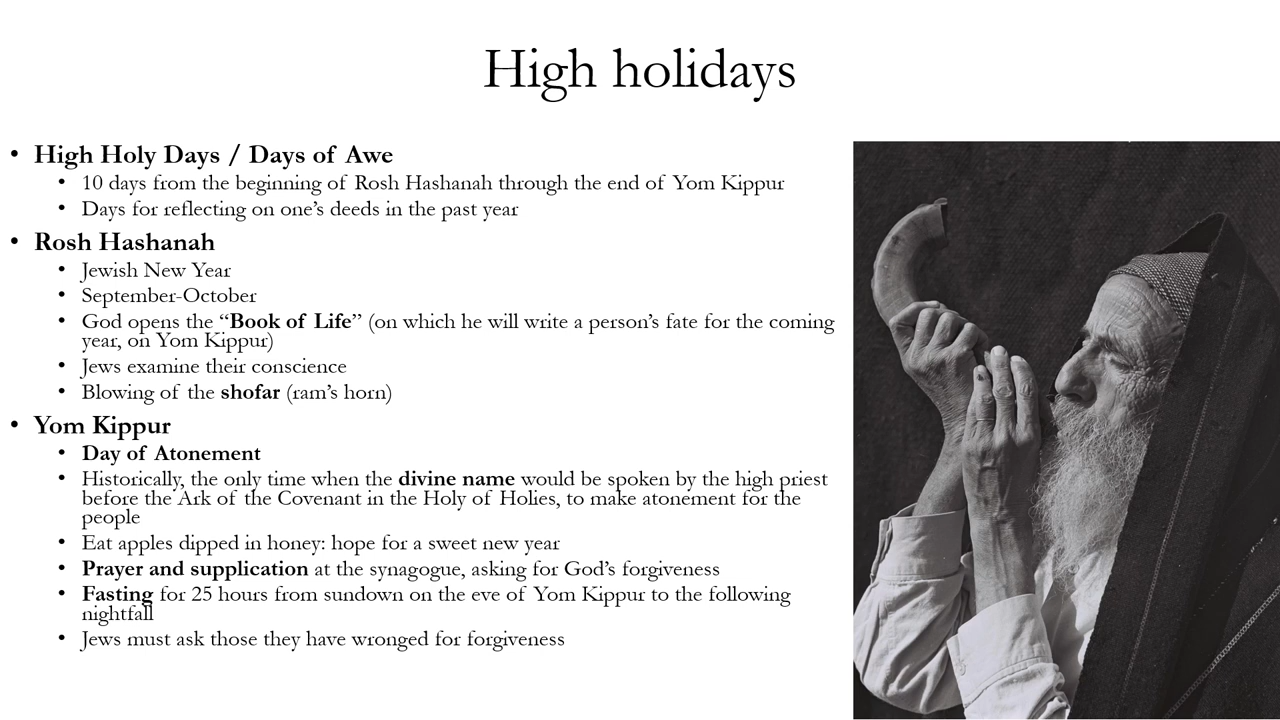 High holidays
• High Holy Days / Days of Awe
• 10 days from the beginning of Rosh Hashanah through the end of Yom Kippur
• Days for reflecting on one’s deeds in the past year
• Rosh Hashanah
• Jewish New Year
• September-October
• God opens the “Book of Life” (on which he will write a person’s fate for the coming
year, on Yom Kippur)
• Jews examine their conscience
• Blowing of the shofar (ram’s horn)
• Yom Kippur
• Day of Atonement
• Historically, the only time when the divine name would be spoken by the high priest
before the Ark of the Covenant in the Holy of Holies, to make atonement for the
people
• Eat apples dipped in honey: hope for a sweet new year
• Prayer and supplication at the synagogue, asking for God’s forgiveness
• Fasting for 25 hours from sundown on the eve of Yom Kippur to the following
nightfall
• Jews must ask those they have wronged for forgiveness